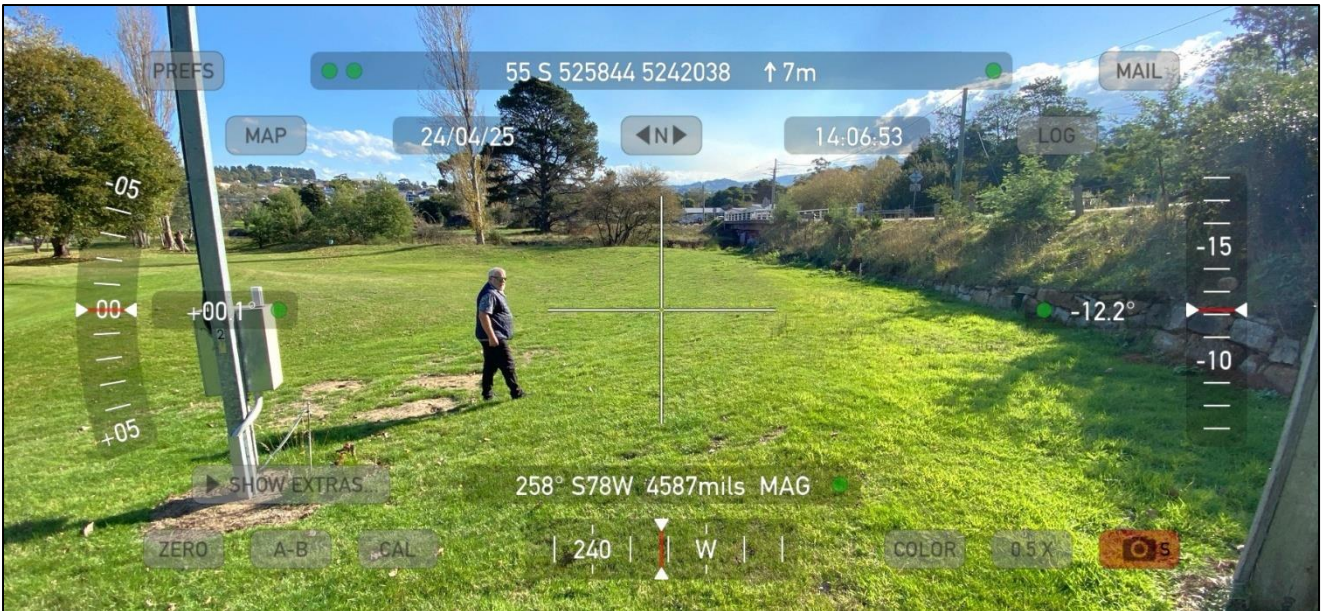 PREFS
55 S 525844 5242038 ↑ 7m
MAIL
MAP
24/04/25
◀N▶
14:06:53
LOG
-05
00
+05
+00.1°
2
-12.2°
-15
-10
▶ SHOW EXTRAS...
258° S78W 4587mils MAG
ZERO
A-B
CAL
240
W
COLOR
0.5 X
S